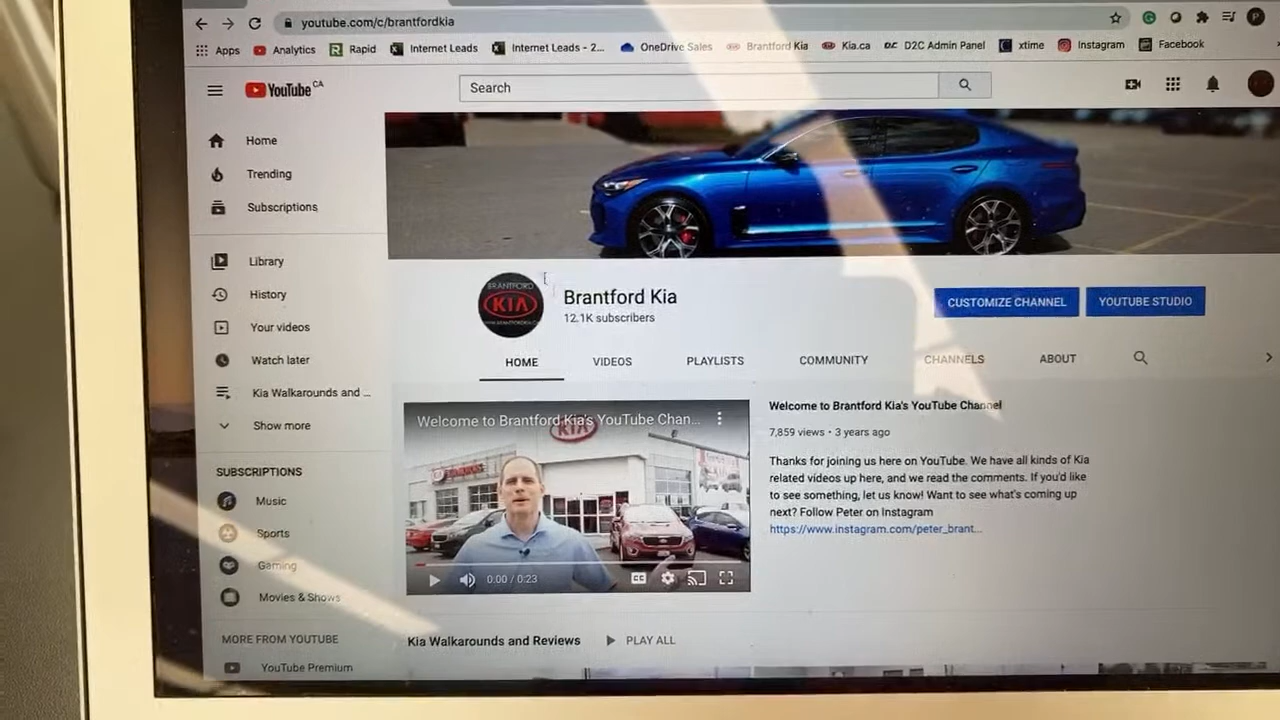 youtube.com/c/brantfordkia
Apps Analytics Rapid Internet Leads Internet Leads - 2... OneDrive Sales Brantford Kia Kia.ca D2C Admin Panel xtime Instagram Facebook
YouTube CA
Search
Home
Trending
Subscriptions
Library
History
Your videos
Watch later
Kia Walkarounds and ...
Show more
SUBSCRIPTIONS
Music
Sports
Gaming
Movies & Shows
MORE FROM YOUTUBE
YouTube Premium
BRANTFORD
KIA
Brantford Kia
12.1K subscribers
CUSTOMIZE CHANNEL
YOUTUBE STUDIO
HOME VIDEOS PLAYLISTS COMMUNITY CHANNELS ABOUT
Welcome to Brantford Kia's YouTube Chan...
KIA
0:00 / 0:23
CC
Welcome to Brantford Kia's YouTube Channel
7,859 views • 3 years ago
Thanks for joining us here on YouTube. We have all kinds of Kia
related videos up here, and we read the comments. If you'd like
to see something, let us know! Want to see what's coming up
next? Follow Peter on Instagram
https://www.instagram.com/peter_brant...
Kia Walkarounds and Reviews PLAY ALL